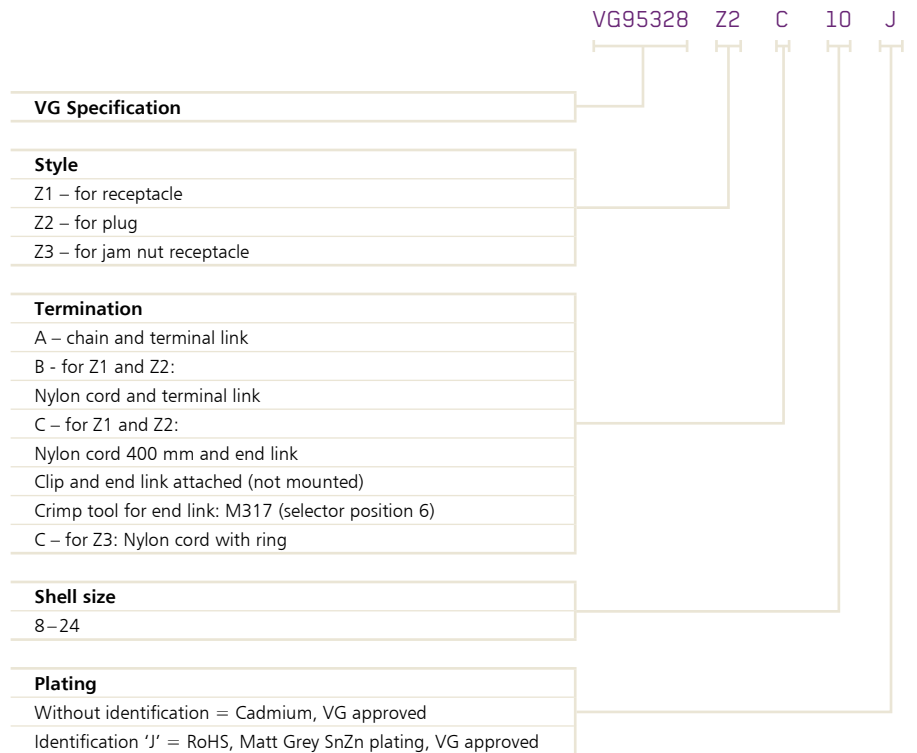 VG95328 Z2 C 10 J
VG Specification
Style
Z1 – for receptacle
Z2 – for plug
Z3 – for jam nut receptacle
Termination
A – chain and terminal link
B - for Z1 and Z2:
Nylon cord and terminal link
C – for Z1 and Z2:
Nylon cord 400 mm and end link
Clip and end link attached (not mounted)
Crimp tool for end link: M317 (selector position 6)
C – for Z3: Nylon cord with ring
Shell size
8–24
Plating
Without identification = Cadmium, VG approved
Identification ‘J’ = RoHS, Matt Grey SnZn plating, VG approved